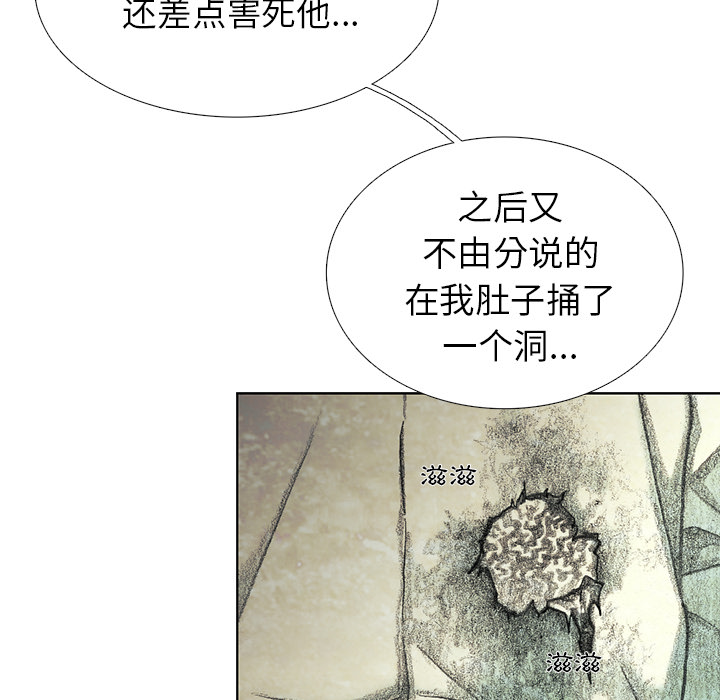 还差点害死他...
之后又
不由分说的
在我肚子捅了
一个洞...
滋滋
滋滋